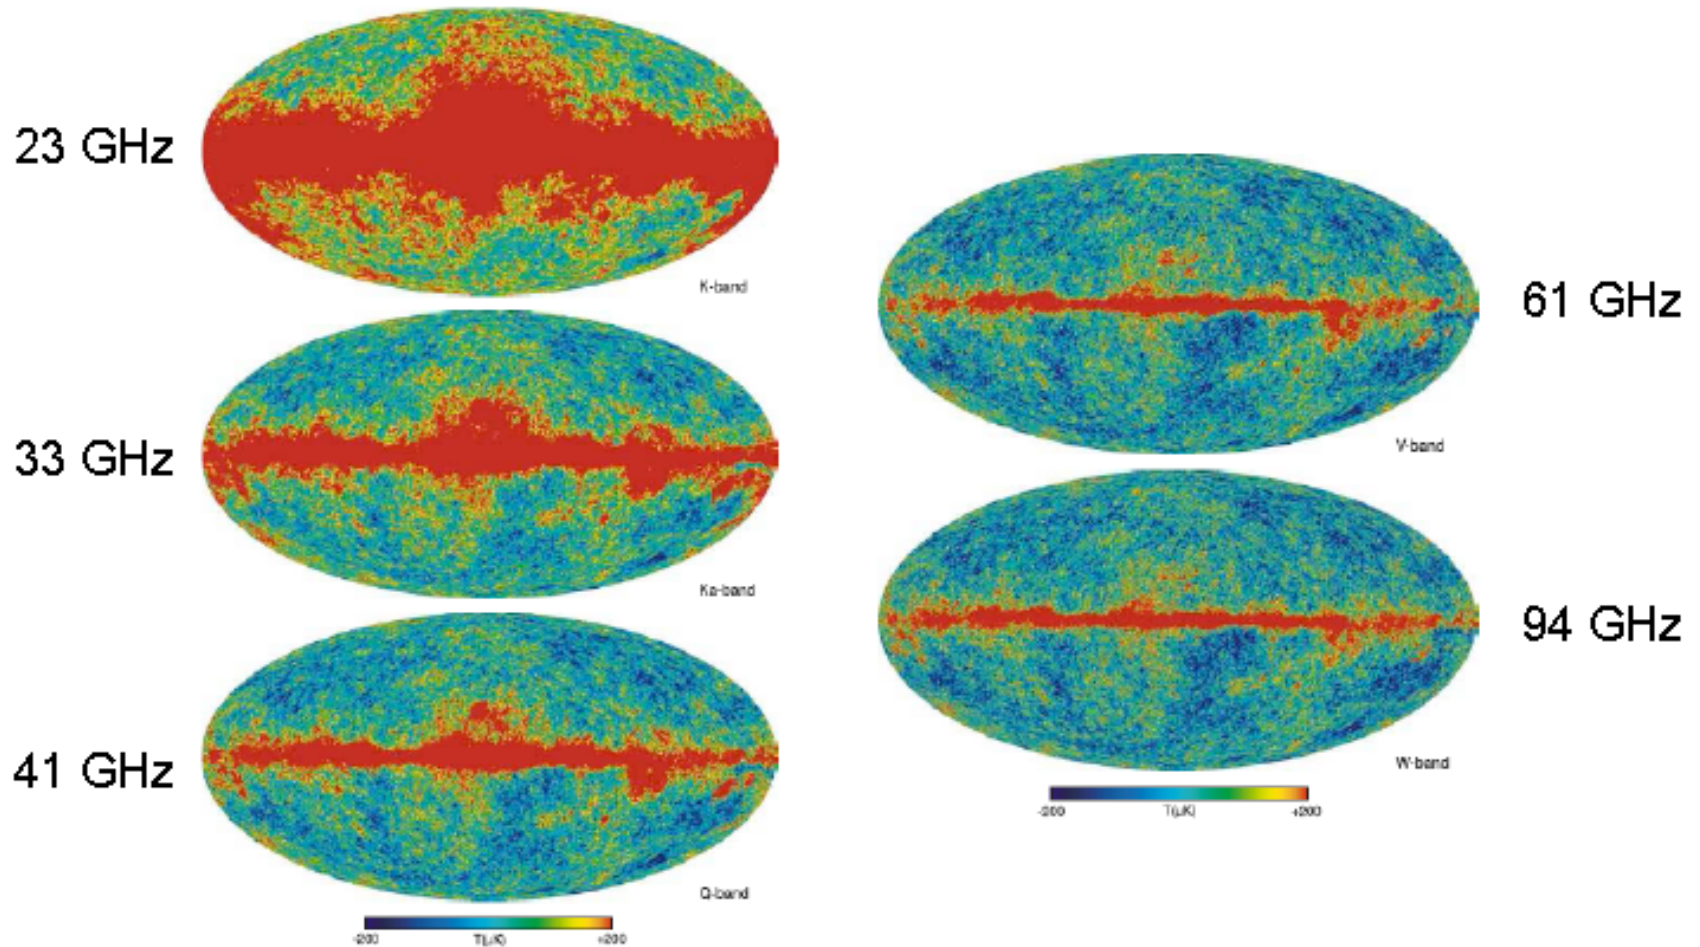 23 GHz
K-band
33 GHz
Ka-band
41 GHz
Q-band
-200 T(μK) +200
61 GHz
V-band
94 GHz
W-band
-200 T(μK) +200